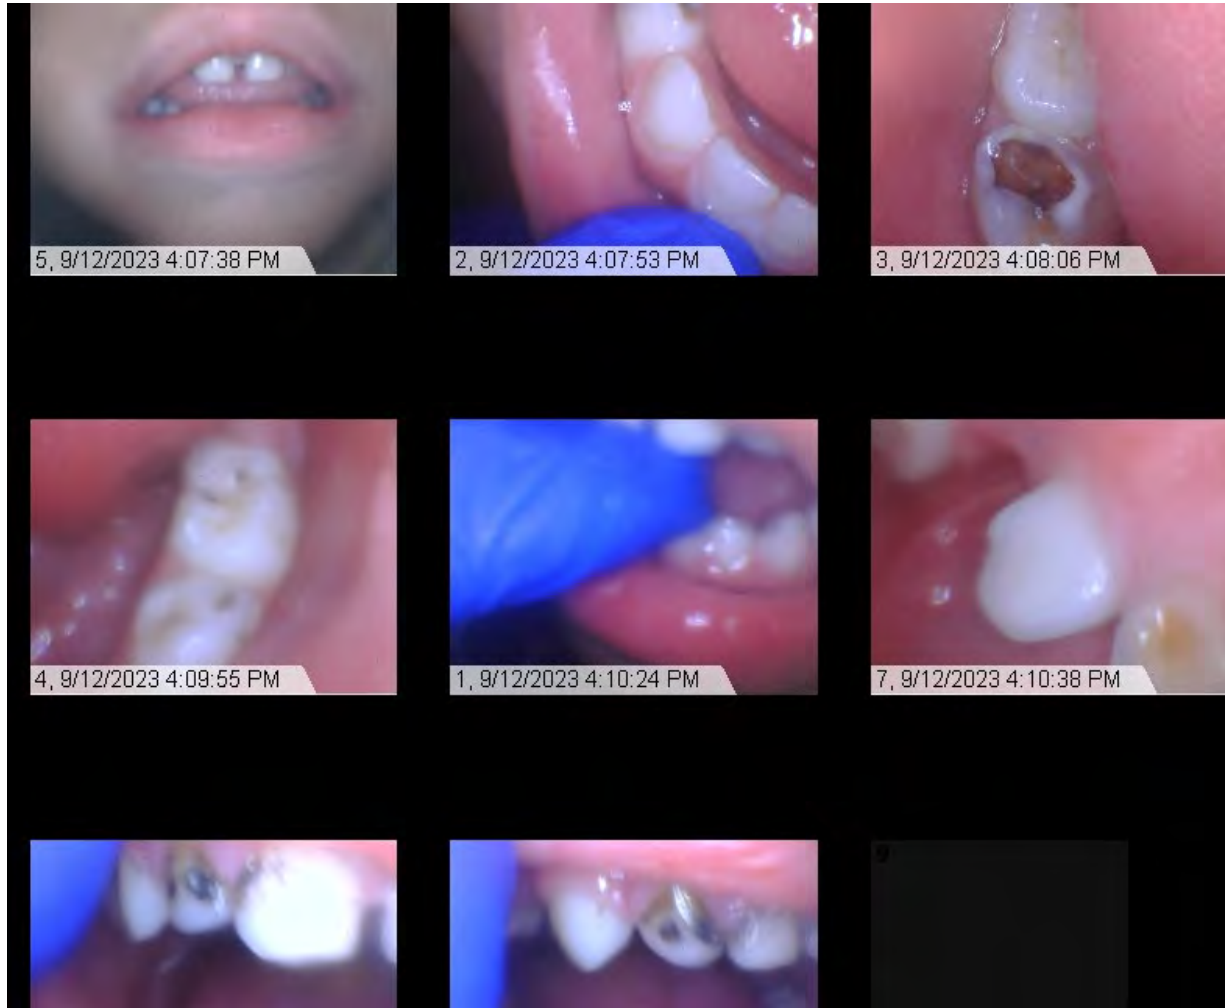 5, 9/12/2023 4:07:38 PM
2, 9/12/2023 4:07:53 PM
3, 9/12/2023 4:08:06 PM
4, 9/12/2023 4:09:55 PM
1, 9/12/2023 4:10:24 PM
7, 9/12/2023 4:10:38 PM
9